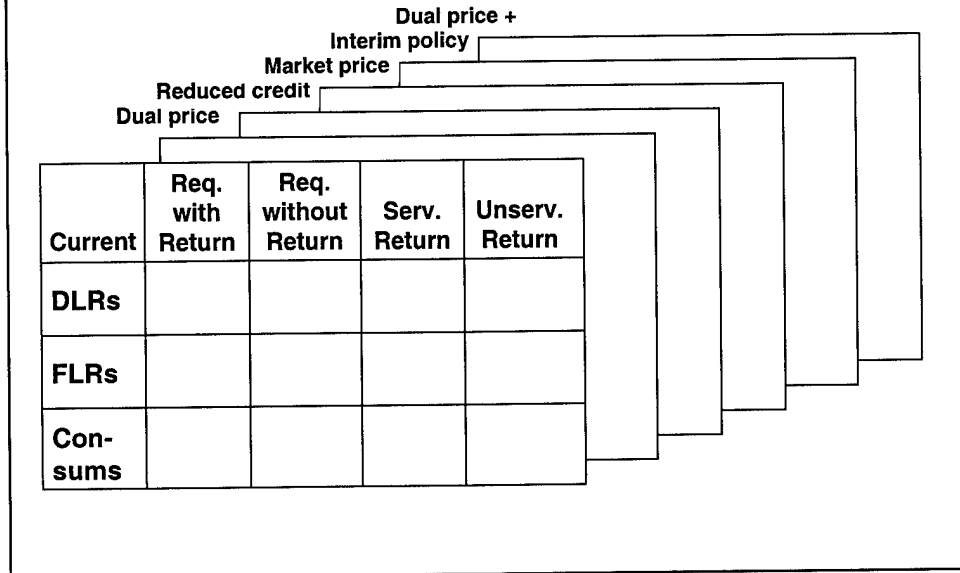 Dual price +
Interim policy
Market price
Reduced credit
Dual price
Current
Req.
with
Return
Req.
without
Return
Serv.
Return
Unserv.
Return
DLRs
FLRs
Con-
sums